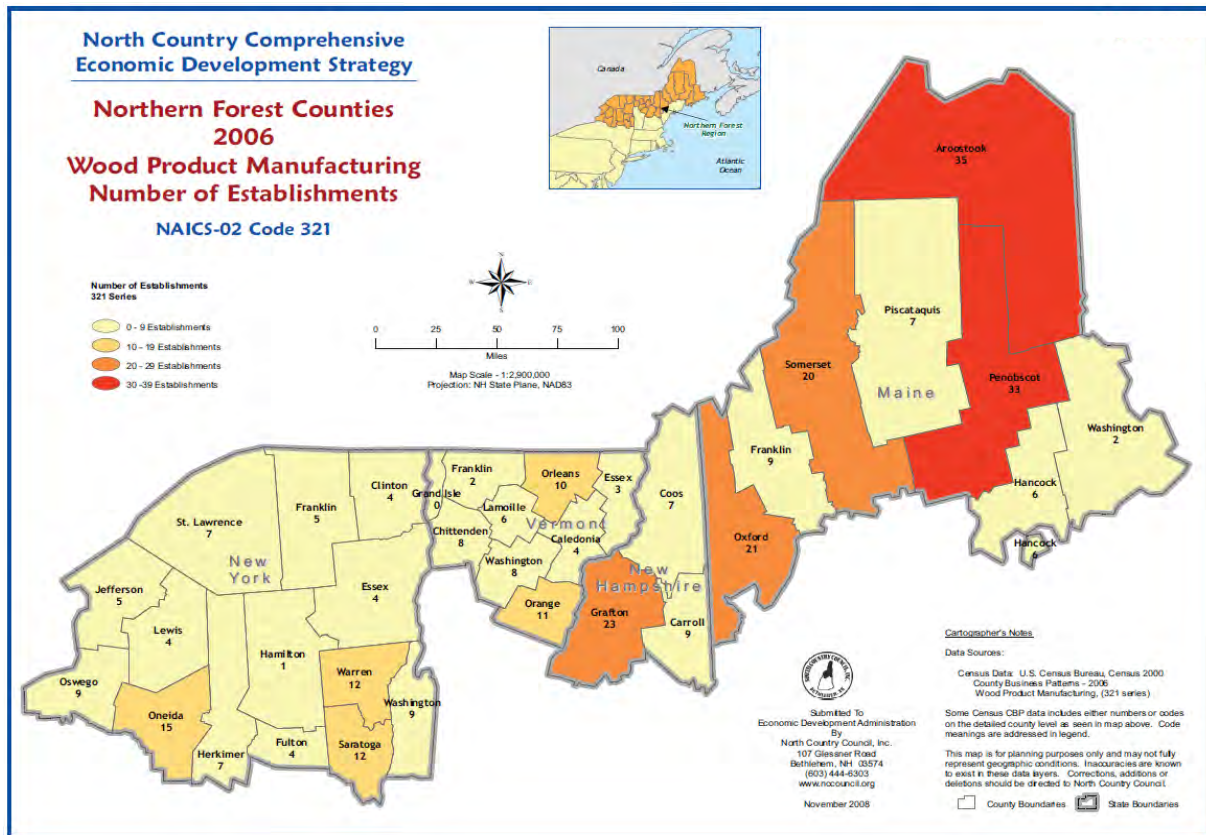 North Country Comprehensive
Economic Development Strategy
Northern Forest Counties
2006
Wood Product Manufacturing
Number of Establishments
NAICS-02 Code 321
Canada
Northern Forest
Region
Atlantic
Ocean
Number of Establishments
321 Series
0 - 9 Establishments
10 - 19 Establishments
20 - 29 Establishments
30 -39 Establishments
N
W
E
S
0 25 50 75 100
Miles
Map Scale - 1:2,900,000
Projection: NH State Plane, NAD83
Aroostook
35
Piscataquis
7
Somerset
20
Maine
Penobscot
33
Washington
2
Franklin
9
Hancock
6
Hancock
6
Oxford
21
Coos
7
New
Hampshire
Grafton
23
Carroll
9
Franklin
2
Orleans
10
Essex
3
Grand Isle
0
Lamoille
6
Vermont
Chittenden
8
Caledonia
4
Washington
8
Orange
11
Clinton
4
Franklin
5
St. Lawrence
7
New
York
Essex
4
Jefferson
5
Lewis
4
Hamilton
1
Warren
12
Washington
9
Oswego
9
Oneida
15
Herkimer
7
Fulton
4
Saratoga
12
Submitted To
Economic Development Administration
By
North Country Council, Inc.
107 Glessner Road
Bethlehem, NH 03574
(603) 444-6303
www.nccouncil.org
November 2008
Cartographer's Notes
Data Sources:
Census Data: U.S. Census Bureau, Census 2000
County Business Patterns - 2006
Wood Product Manufacturing, (321 series)
Some Census CBP data includes either numbers or codes
on the detailed county level as seen in map above. Code
meanings are addressed in legend.
This map is for planning purposes only and may not fully
represent geographic conditions. Inaccuracies are known
to exist in these data layers. Corrections, additions or
deletions should be directed to North Country Council.
County Boundaries
State Boundaries